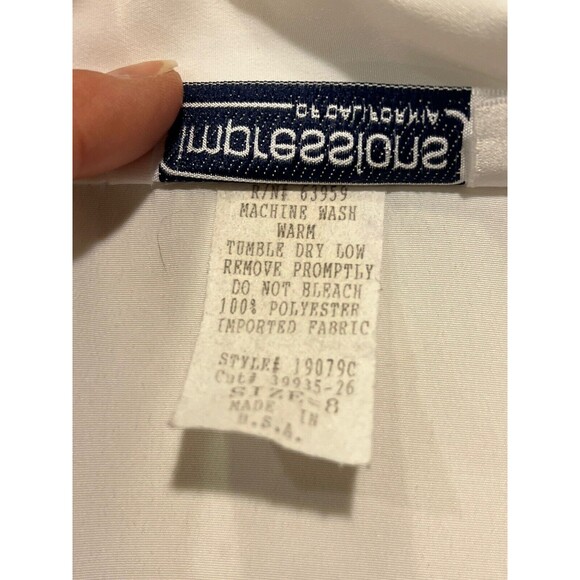 impressions
OF CALIFORNIA
R/N# 63959
MACHINE WASH
WARM
TUMBLE DRY LOW
REMOVE PROMPTLY
DO NOT BLEACH
100% POLYESTER
IMPORTED FABRIC
STYLE# 19079C
Cut# 39935-26
SIZE=8
MADE IN
U.S.A.